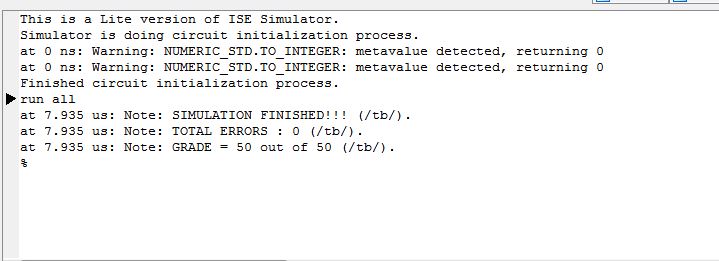 This is a Lite version of ISE Simulator.
Simulator is doing circuit initialization process.
at 0 ns: Warning: NUMERIC_STD.TO_INTEGER: metavalue detected, returning 0
at 0 ns: Warning: NUMERIC_STD.TO_INTEGER: metavalue detected, returning 0
Finished circuit initialization process.
run all
at 7.935 us: Note: SIMULATION FINISHED!!! (/tb/).
at 7.935 us: Note: TOTAL ERRORS : 0 (/tb/).
at 7.935 us: Note: GRADE = 50 out of 50 (/tb/).
%